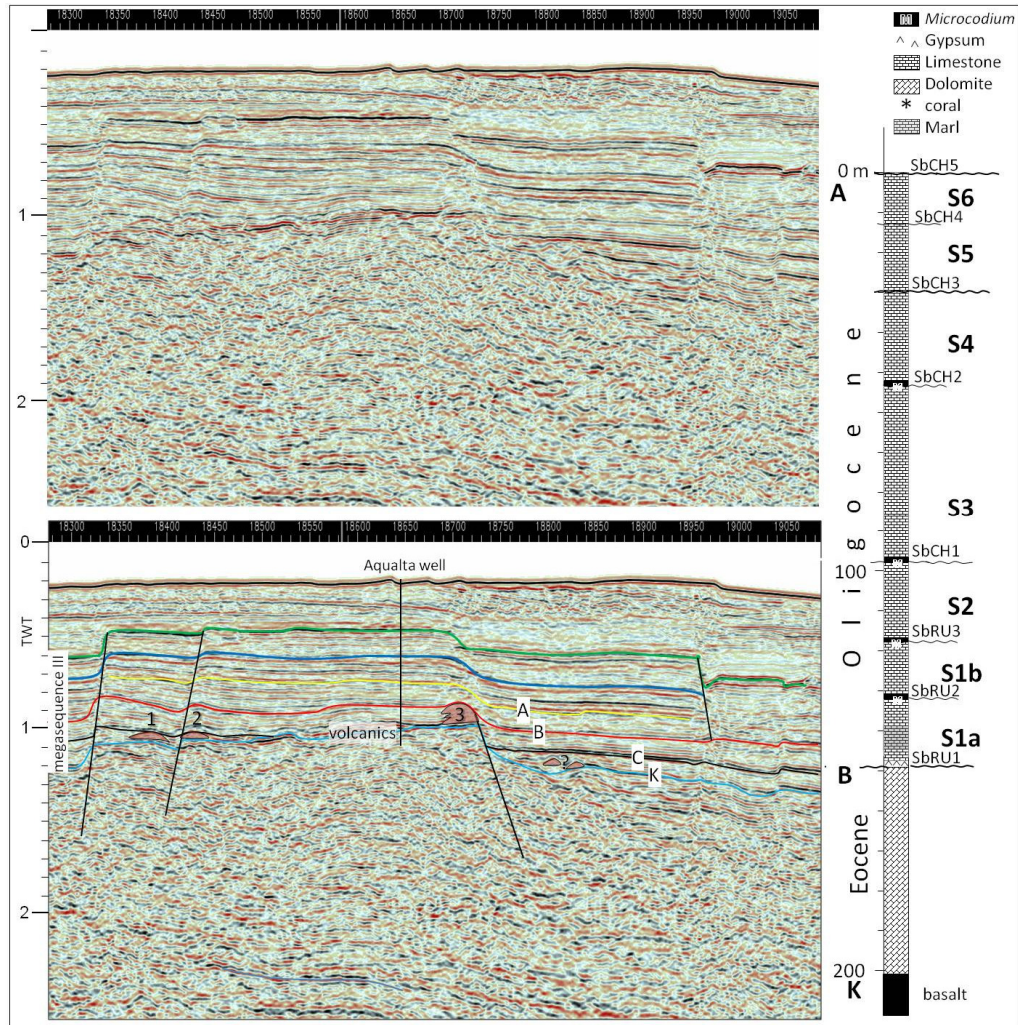 18300 18350 18400 18450 18500 18550 18600 18650 18700 18750 18800 18850 18900 18960 19000 19050
1
2
M Microcodium
^ ^ Gypsum
Limestone
Dolomite
* coral
Marl
0 m
SbCH5
A
S6
SbCH4
S5
SbCH3
S4
SbCH2
S3
SbCH1
100
S2
SbRU3
S1b
SbRU2
S1a
SbRU1
B
Oligocene
Eocene
200
K
basalt
18300 18350 18400 18450 18500 18550 18600 18650 18700 18750 18800 18850 18900 18960 19000 19050
0
Aqualta well
TWT
megasequence III
1
1
2
3
volcanics
A
B
C
?
K
2